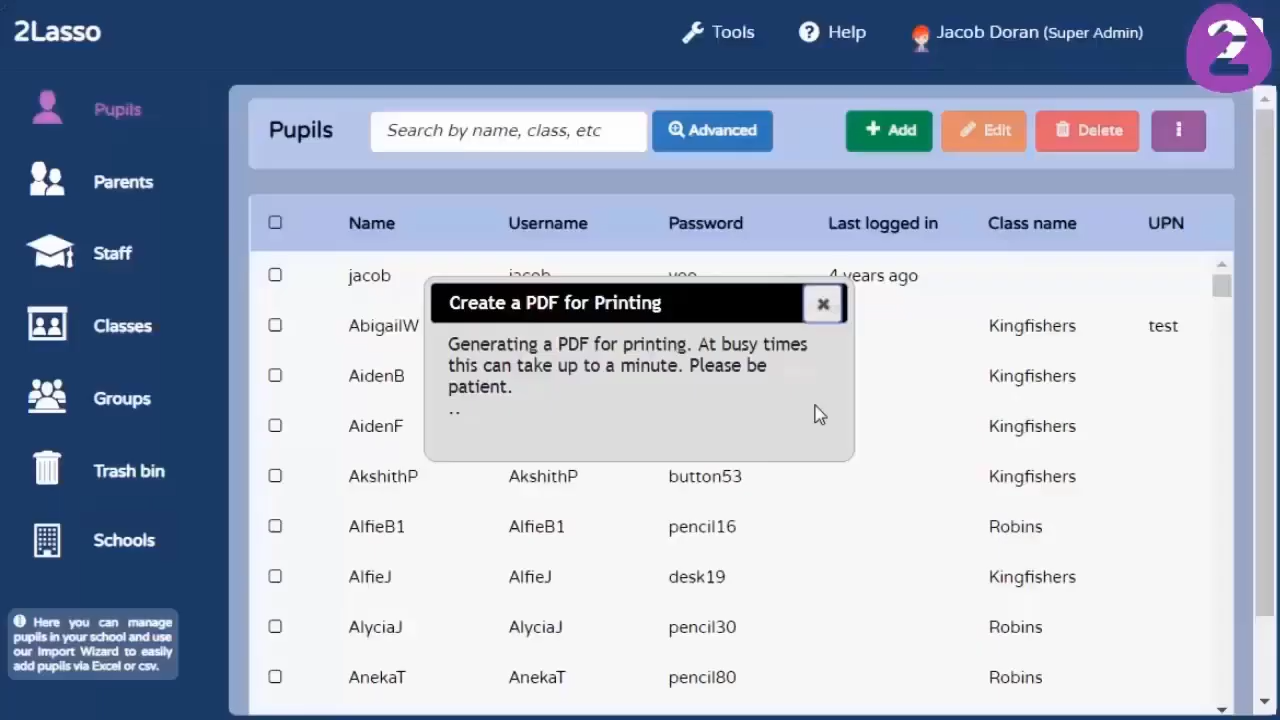 2Lasso
Tools
Help
Jacob Doran (Super Admin)
2
Pupils
Parents
Staff
Classes
Groups
Trash bin
Schools
Here you can manage
pupils in your school and use
our Import Wizard to easily
add pupils via Excel or csv.
Pupils
Search by name, class, etc
Advanced
Add
Edit
Delete
Name Username Password Last logged in Class name UPN
jacob jacob 4 years ago
AbigailW Kingfishers test
AidenB Kingfishers
AidenF Kingfishers
AkshithP AkshithP button53 Kingfishers
AlfieB1 AlfieB1 pencil16 Robins
AlfieJ AlfieJ desk19 Kingfishers
AlyciaJ AlyciaJ pencil30 Robins
AnekaT AnekaT pencil80 Robins
Create a PDF for Printing
Generating a PDF for printing. At busy times
this can take up to a minute. Please be
patient.
..